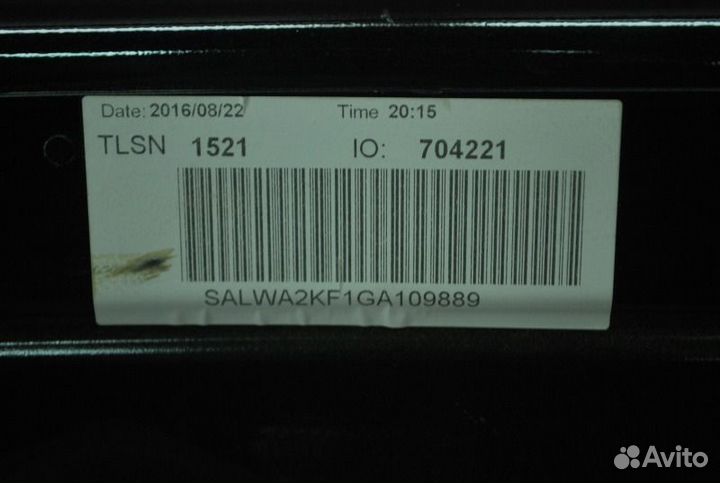 Date: 2016/08/22 Time 20:15
TLSN 1521 IO: 704221
SALWA2KF1GA109889
Avito